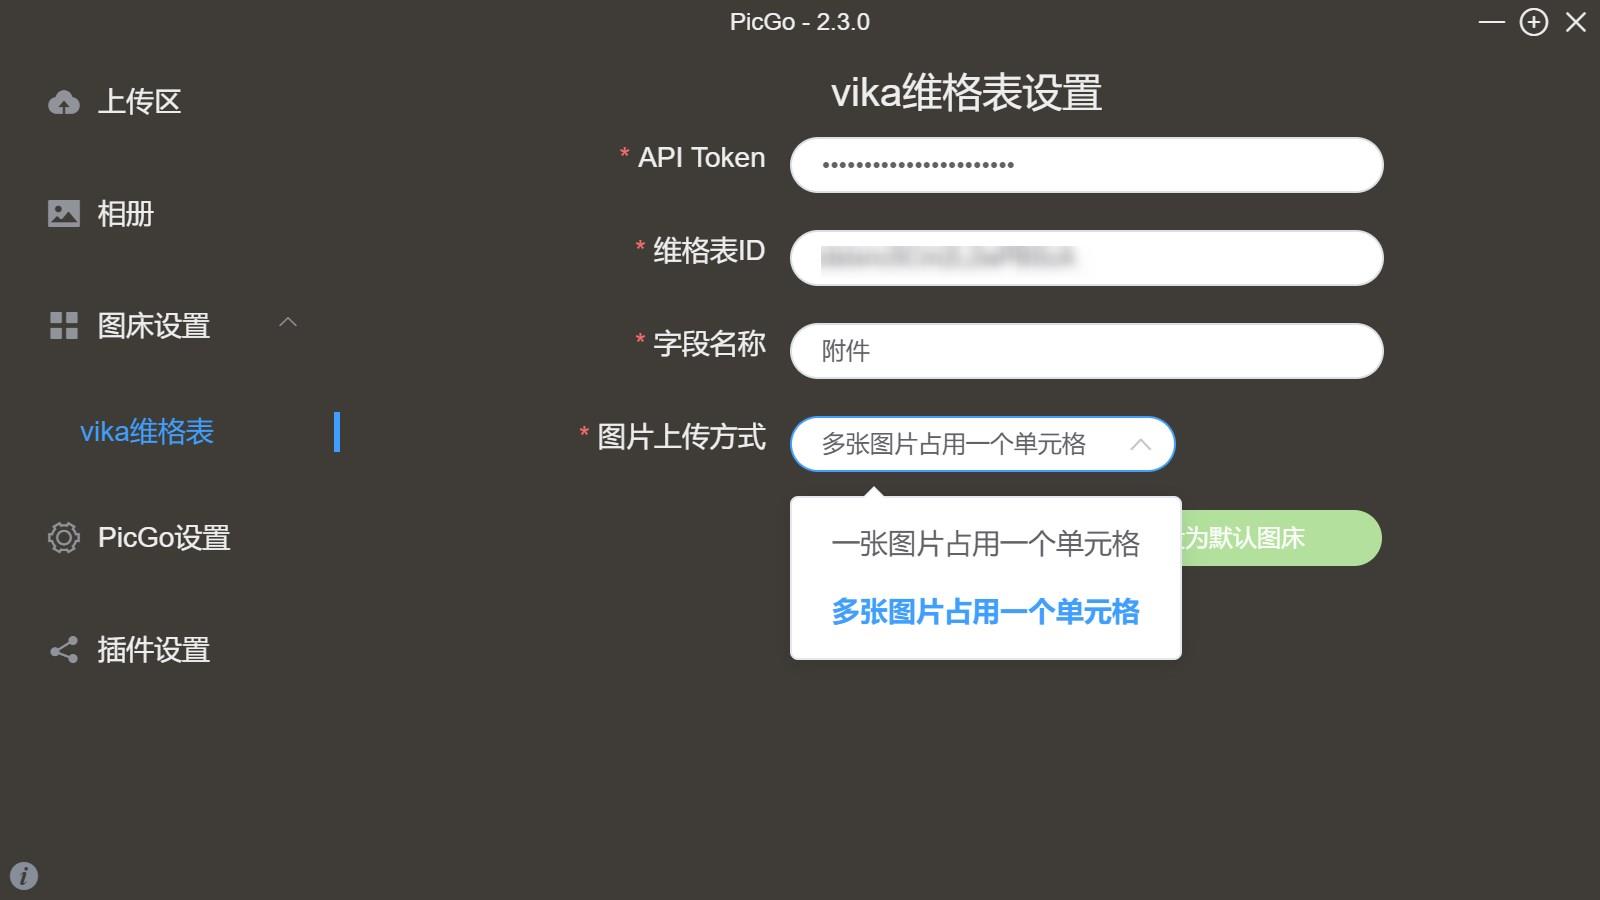 PicGo - 2.3.0
上传区
相册
图床设置
vika维格表
PicGo设置
插件设置
vika维格表设置
* API Token
* 维格表ID
* 字段名称
附件
* 图片上传方式
多张图片占用一个单元格
一张图片占用一个单元格
多张图片占用一个单元格
为默认图床